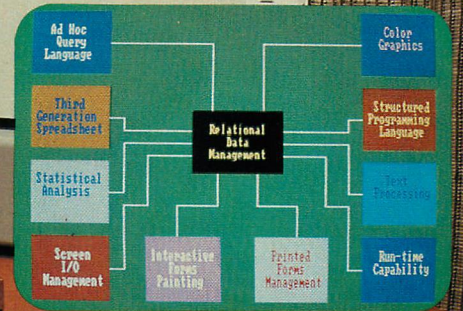 Ad Hoc
Query
Language
Color
Graphics
Third
Generation
Spreadsheet
Relational
Data
Management
Structured
Programming
Language
Statistical
Analysis
Text
Processing
Screen
I/O
Management
Interactive
Forms
Painting
Printed
Forms
Management
Run-time
Capability